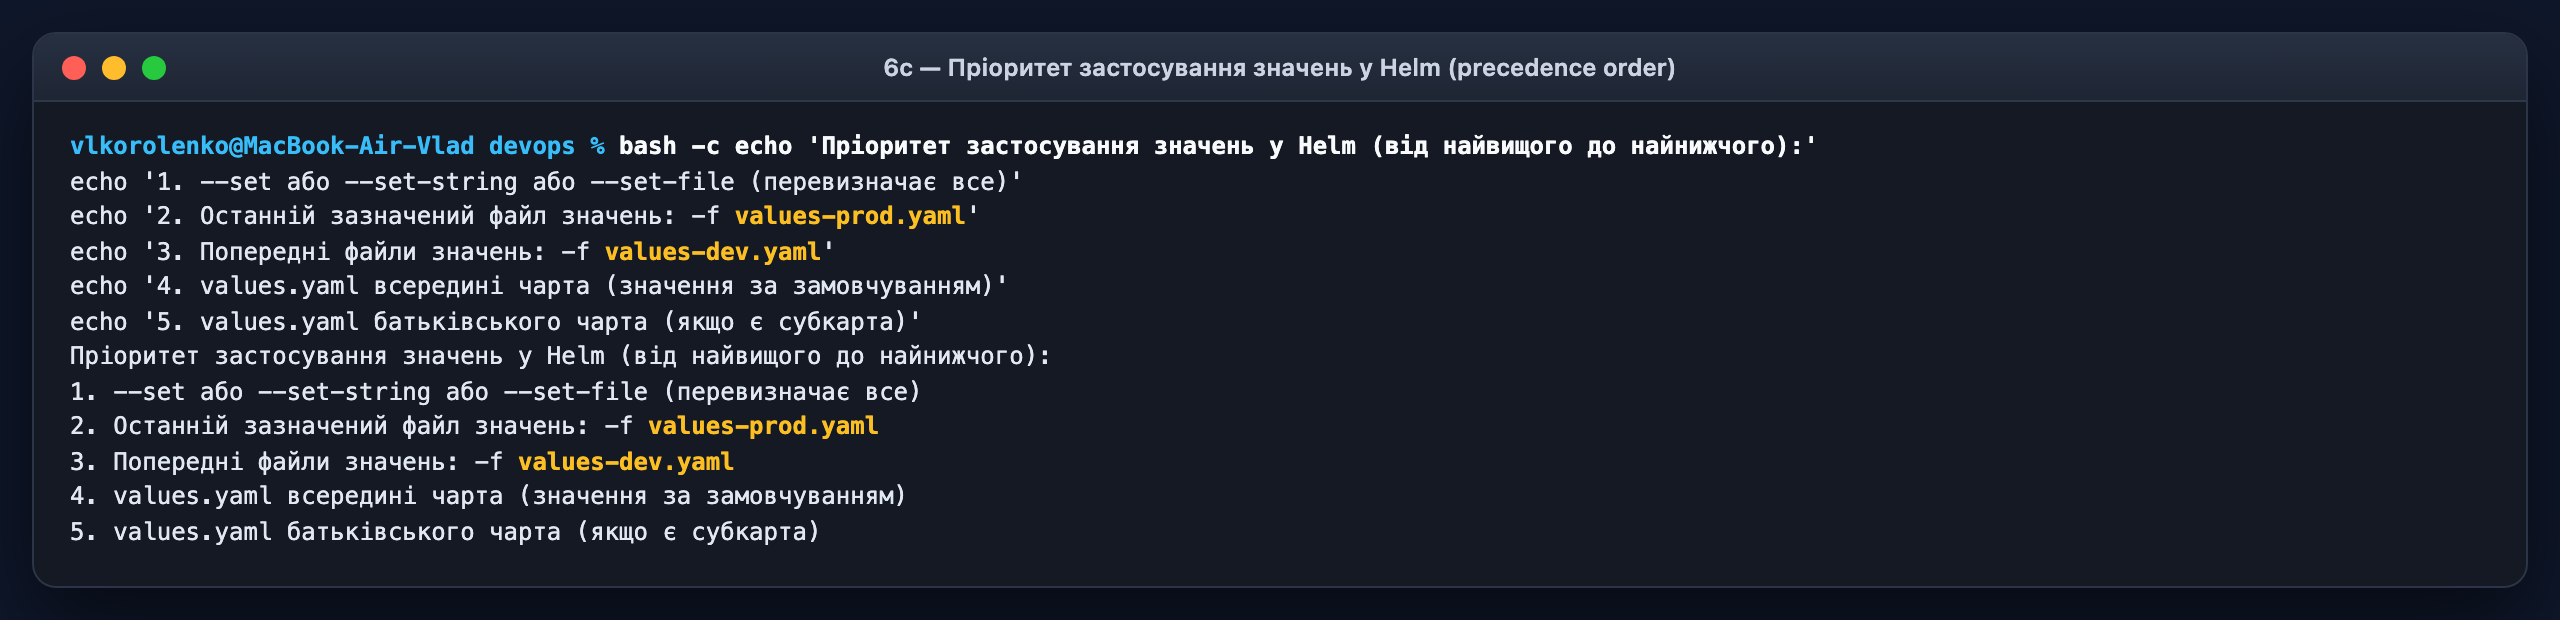 6c — Пріоритет застосування значень у Helm (precedence order)
vlkorolenko@MacBook-Air-Vlad devops % bash -c echo 'Пріоритет застосування значень у Helm (від найвищого до найнижчого):'
echo '1. --set або --set-string або --set-file (перевизначає все)'
echo '2. Останній зазначений файл значень: -f values-prod.yaml'
echo '3. Попередні файли значень: -f values-dev.yaml'
echo '4. values.yaml всередині чарта (значення за замовчуванням)'
echo '5. values.yaml батьківського чарта (якщо є субкарта)'
Пріоритет застосування значень у Helm (від найвищого до найнижчого):
1. --set або --set-string або --set-file (перевизначає все)
2. Останній зазначений файл значень: -f values-prod.yaml
3. Попередні файли значень: -f values-dev.yaml
4. values.yaml всередині чарта (значення за замовчуванням)
5. values.yaml батьківського чарта (якщо є субкарта)